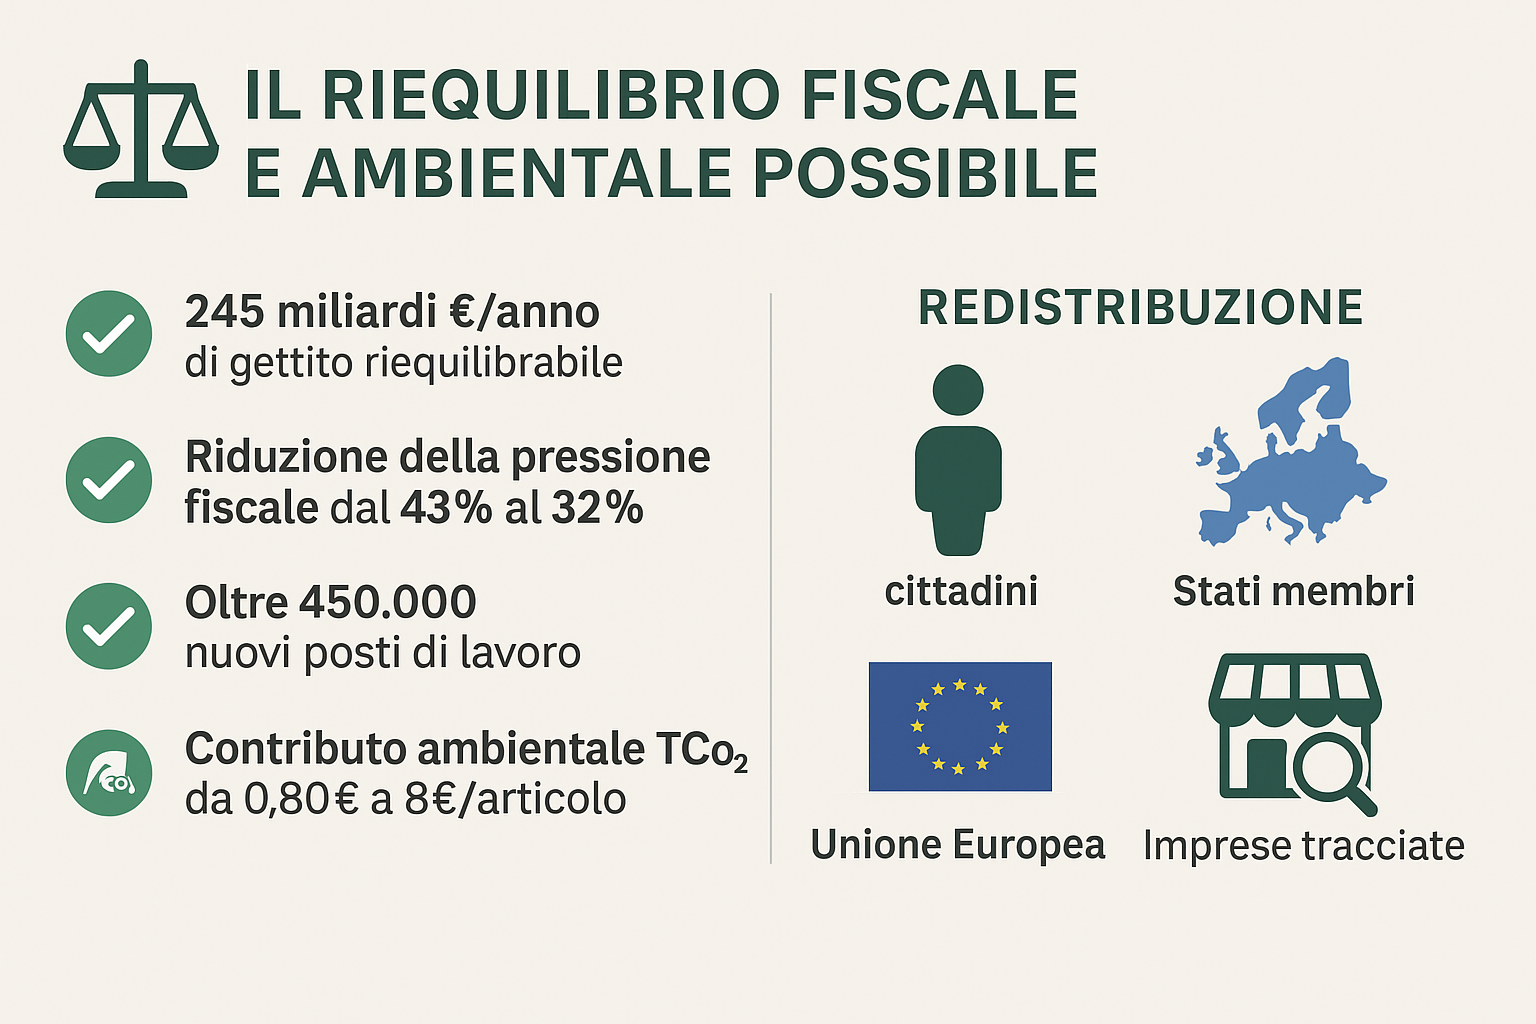 IL RIEQUILIBRIO FISCALE
E AMBIENTALE POSSIBILE
245 miliardi €/anno
di gettito riequilibrabile
Riduzione della pressione
fiscale dal 43% al 32%
Oltre 450.000
nuovi posti di lavoro
CO
Contributo ambientale TCo₂
da 0,80€ a 8€/articolo
REDISTRIBUZIONE
cittadini
Stati membri
Unione Europea
Imprese tracciate